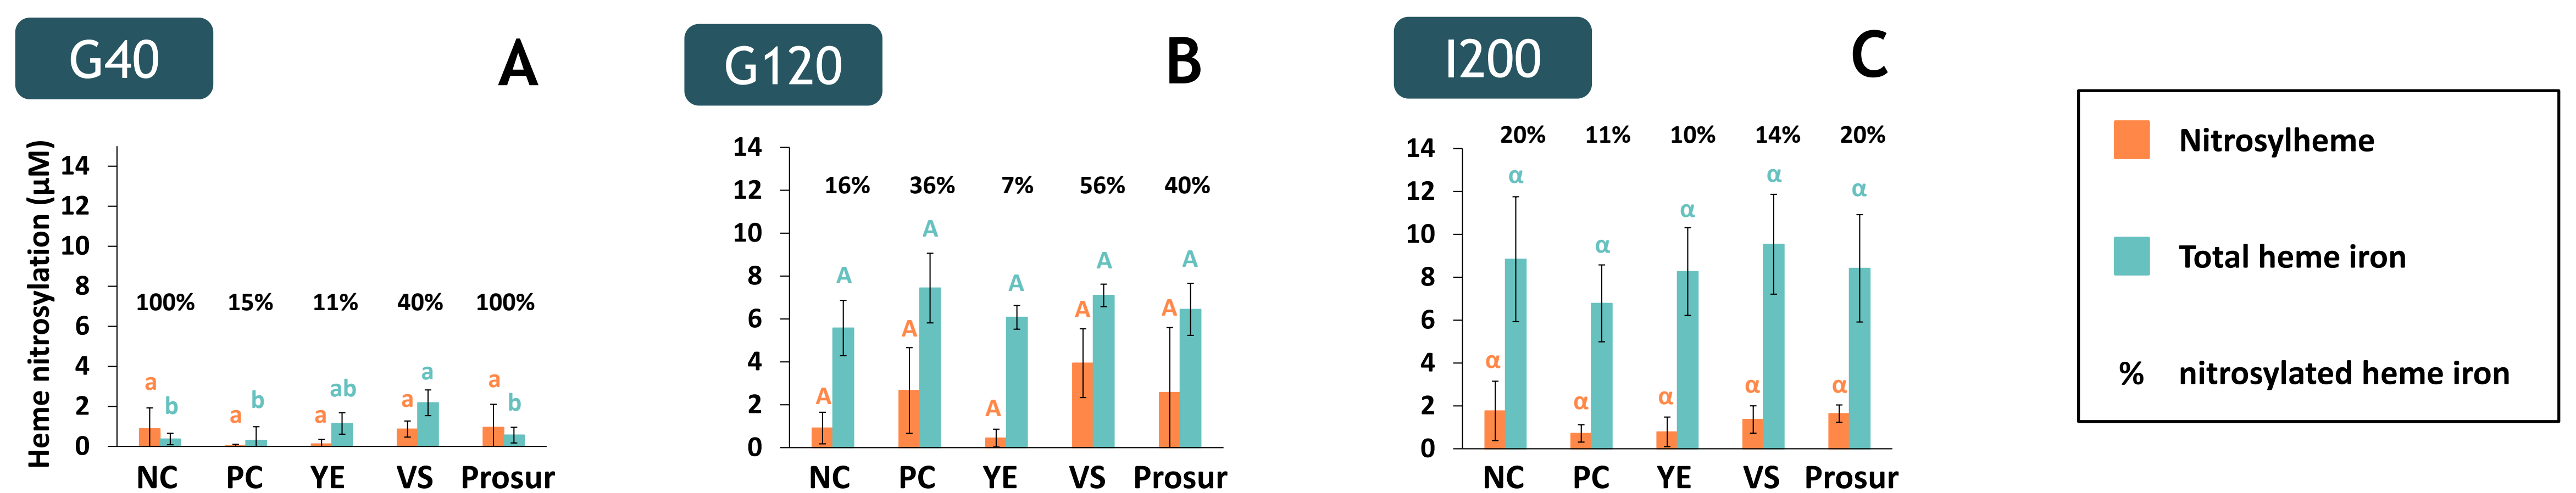 G40
A
Heme nitrosylation (µM)
14
12
10
8
6
4
2
0
100%
15%
11%
40%
100%
a
b
a
b
a
ab
a
a
a
b
NC
PC
YE
VS
Prosur
G120
B
14
12
10
8
6
4
2
0
16%
36%
7%
56%
40%
A
A
A
A
A
A
A
A
A
A
NC
PC
YE
VS
Prosur
I200
C
14
12
10
8
6
4
2
0
20%
11%
10%
14%
20%
α
α
α
α
α
α
α
α
α
α
NC
PC
YE
VS
Prosur
Nitrosylheme
Total heme iron
% nitrosylated heme iron